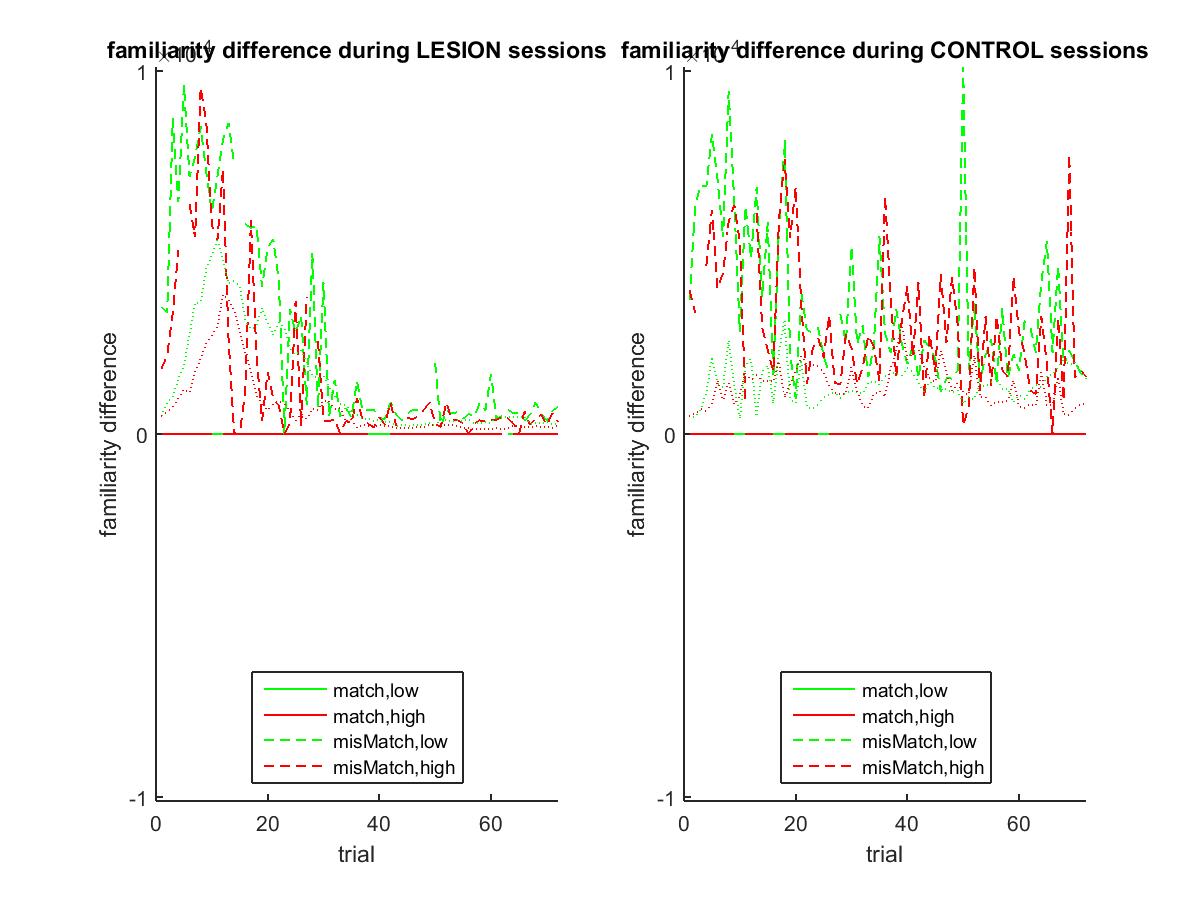 familiarity difference during LESION sessions
1
0
-1
familiarity difference
0
20
40
60
trial
match,low
match,high
misMatch,low
misMatch,high
familiarity difference during CONTROL sessions
1
0
-1
familiarity difference
0
20
40
60
trial
match,low
match,high
misMatch,low
misMatch,high